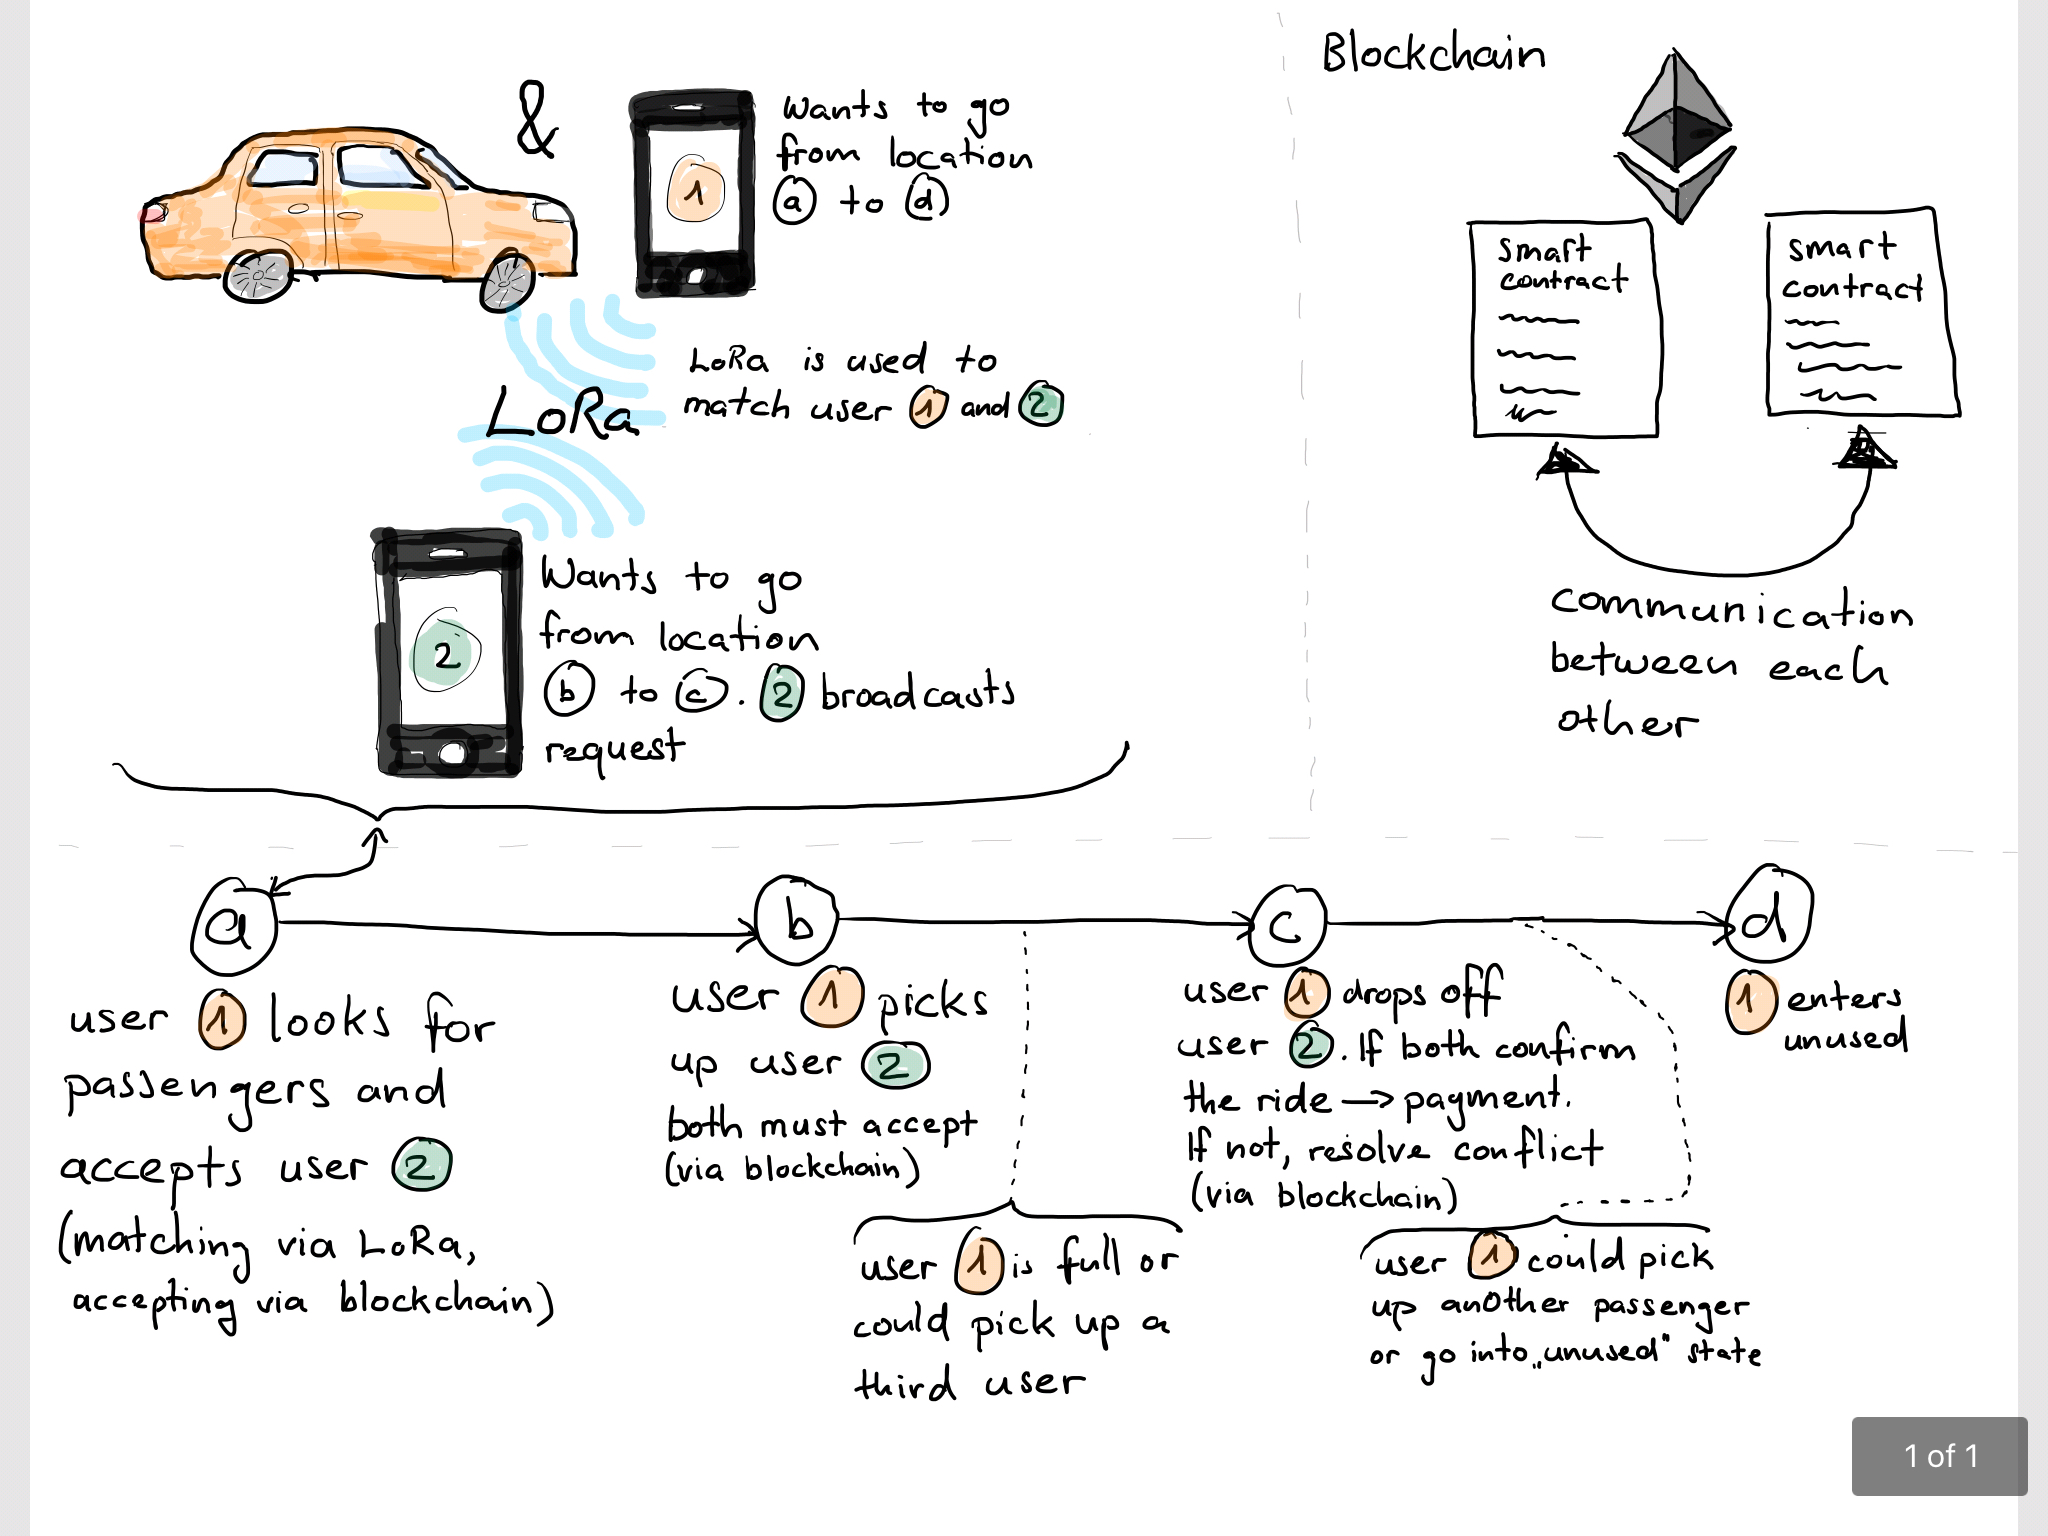 &
1
Wants to go
from location
a to d
LoRa
LoRa is used to
match user 1 and 2
2
Wants to go
from location
b to c. 2 broadcasts
request
Blockchain
smart
contract
smart
contract
communication
between each
other
a
user 1 looks for
passengers and
accepts user 2
(matching via LoRa,
accepting via blockchain)
b
user 1 picks
up user 2
both must accept
(via blockchain)
user 1 is full or
could pick up a
third user
c
user 1 drops off
user 2. If both confirm
the ride → payment.
If not, resolve conflict
(via blockchain)
user 1 could pick
up another passenger
or go into „unused" state
d
1 enters
unused
1 of 1